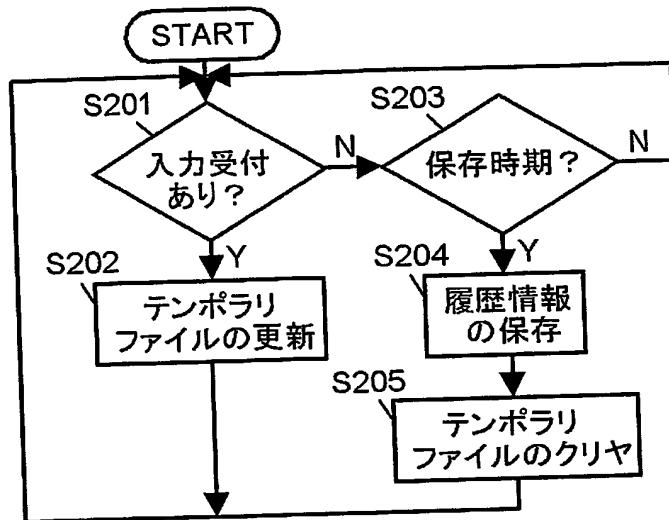 START
S201
入力受付
あり？
N
Y
S203
保存時期？
N
Y
S202
テンポラリ
ファイルの更新
S204
履歴情報
の保存
S205
テンポラリ
ファイルのクリヤ